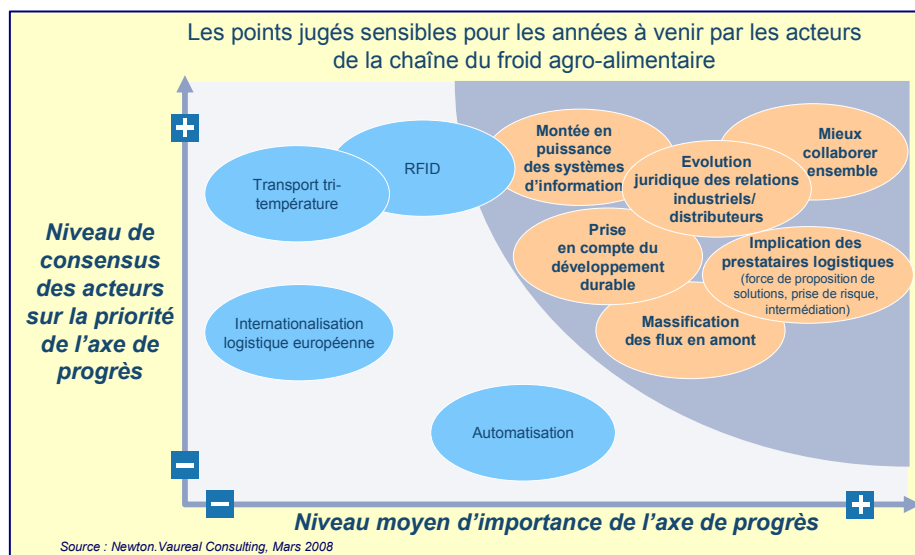 Les points jugés sensibles pour les années à venir par les acteurs
de la chaîne du froid agro-alimentaire
+
Niveau de
consensus
des acteurs
sur la priorité
de l'axe de
progrès
Transport tri-
température
RFID
Montée en
puissance
des systèmes
d'information
Evolution
juridique des relations
industriels/
distributeurs
Mieux
collaborer
ensemble
Prise
en compte du
développement
durable
Implication des
prestataires logistiques
(force de proposition de
solutions, prise de risque,
intermédiation)
Internationalisation
logistique européenne
Massification
des flux en amont
Automatisation
−
−
+
Niveau moyen d'importance de l'axe de progrès
Source : Newton.Vaureal Consulting, Mars 2008